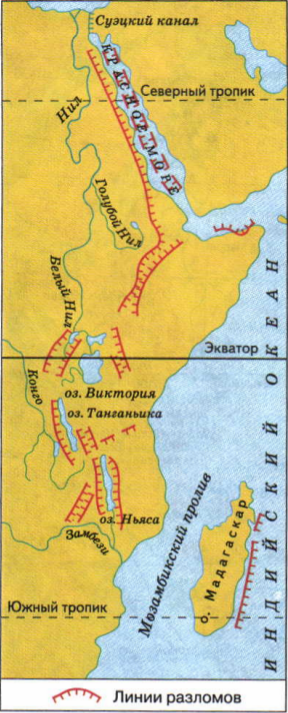 Суэцкий канал
КРАСНОЕ МОРЕ
Северный тропик
Нил
Голубой Нил
Белый Нил
Экватор
Конго
оз. Виктория
оз. Танганьика
оз. Ньяса
Замбези
Мозамбикский пролив
о. Мадагаскар
ИНДИЙСКИЙ ОКЕАН
Южный тропик
Линии разломов